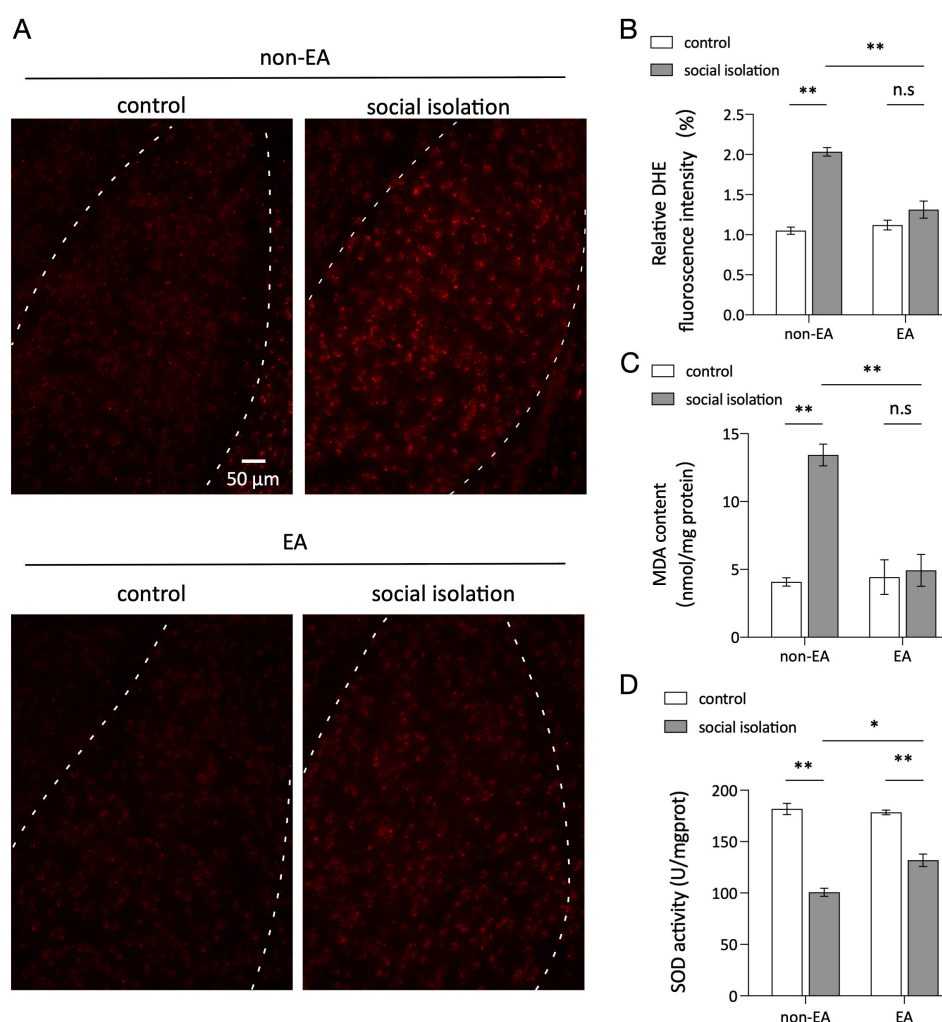 A
non-EA
control
social isolation
50 μm
EA
control
social isolation
B
control
social isolation
**
**
n.s
Relative DHE
fluoroscence intensity (%)
2.5
2.0
1.5
1.0
0.5
0.0
non-EA
EA
C
control
social isolation
**
**
n.s
MDA content
(nmol/mg protein)
15
10
5
0
non-EA
EA
D
control
social isolation
*
**
**
SOD activity (U/mgprot)
200
150
100
50
0
non-EA
EA